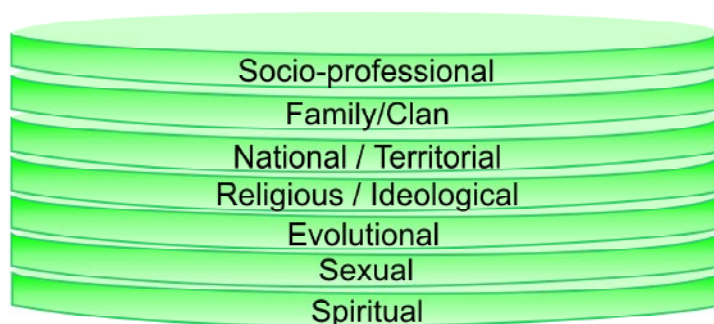 Socio-professional
Family/Clan
National / Territorial
Religious / Ideological
Evolutional
Sexual
Spiritual